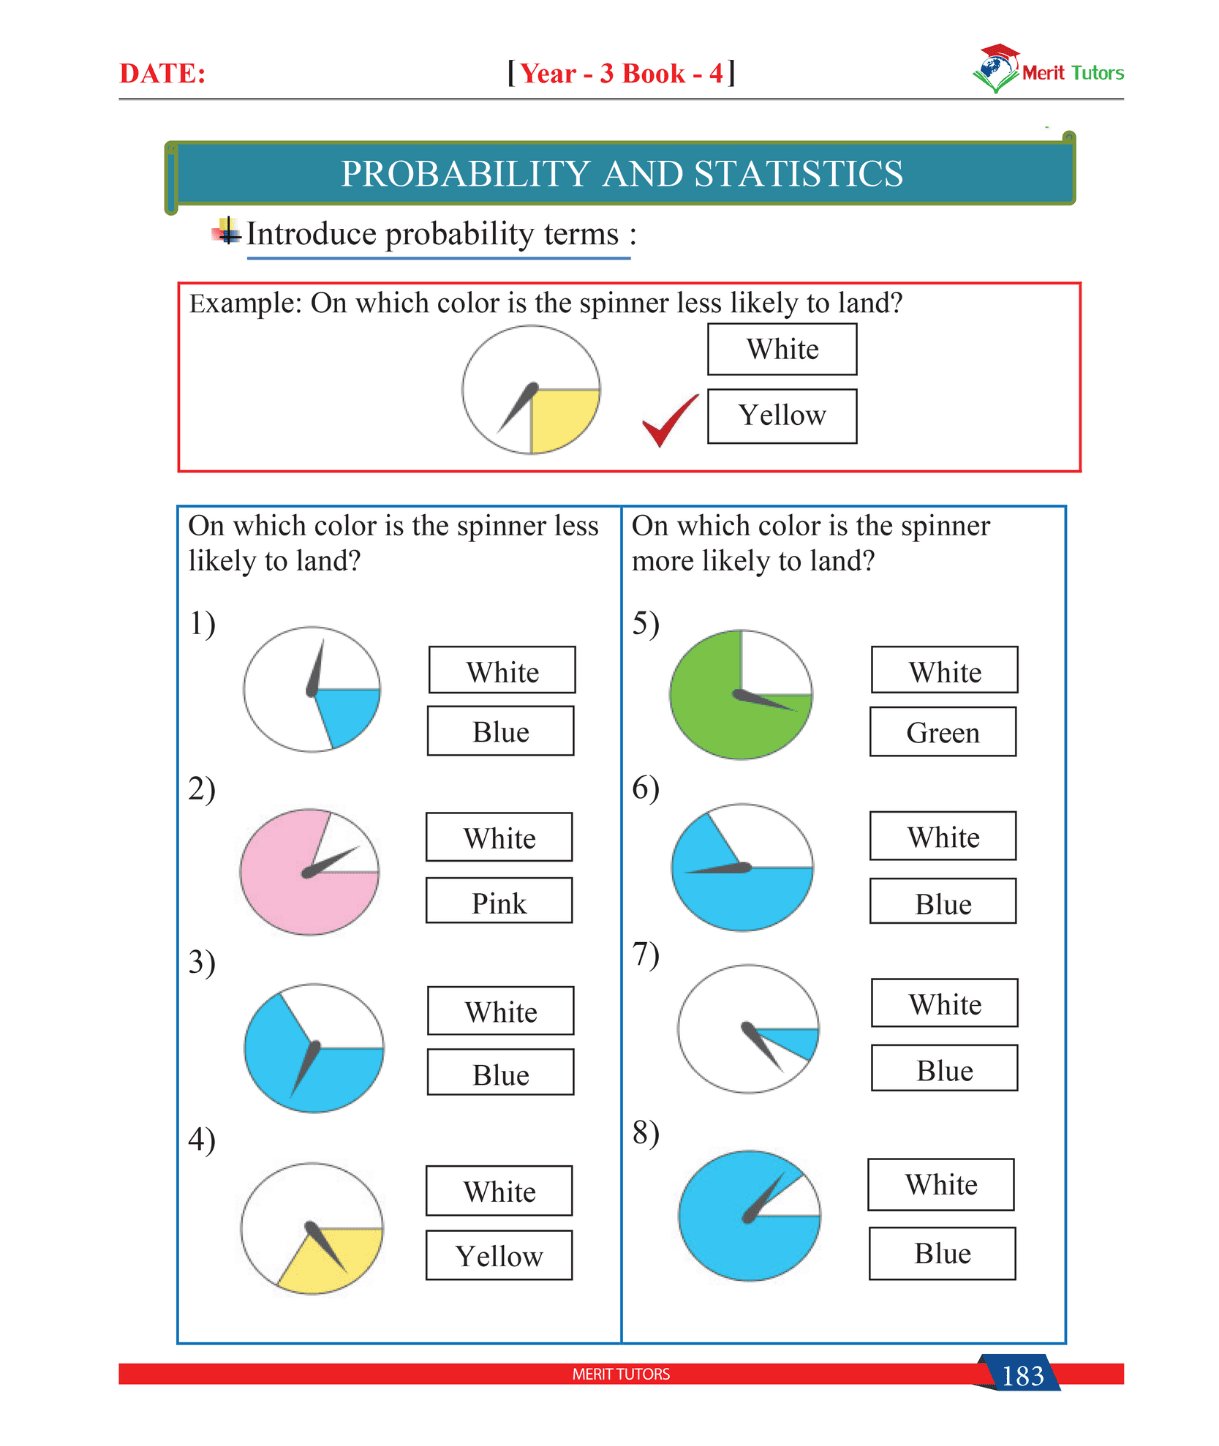 DATE:
[ Year - 3 Book - 4 ]
Merit Tutors
PROBABILITY AND STATISTICS
Introduce probability terms :
Example: On which color is the spinner less likely to land?
White
Yellow
On which color is the spinner less
likely to land?
1)
White
Blue
2)
White
Pink
3)
White
Blue
4)
White
Yellow
On which color is the spinner
more likely to land?
5)
White
Green
6)
White
Blue
7)
White
Blue
8)
White
Blue
MERIT TUTORS
183